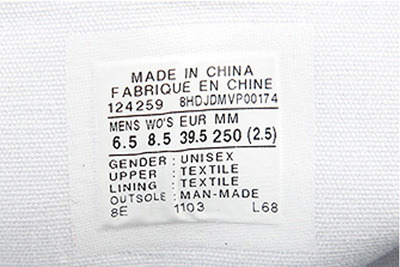 MADE IN CHINA
FABRIQUE EN CHINE
124259 8HDJDMVP00174
MENS WO'S EUR MM
6.5 8.5 39.5 250 (2.5)
GENDER : UNISEX
UPPER : TEXTILE
LINING : TEXTILE
OUTSOLE : MAN-MADE
8E 1103 L68